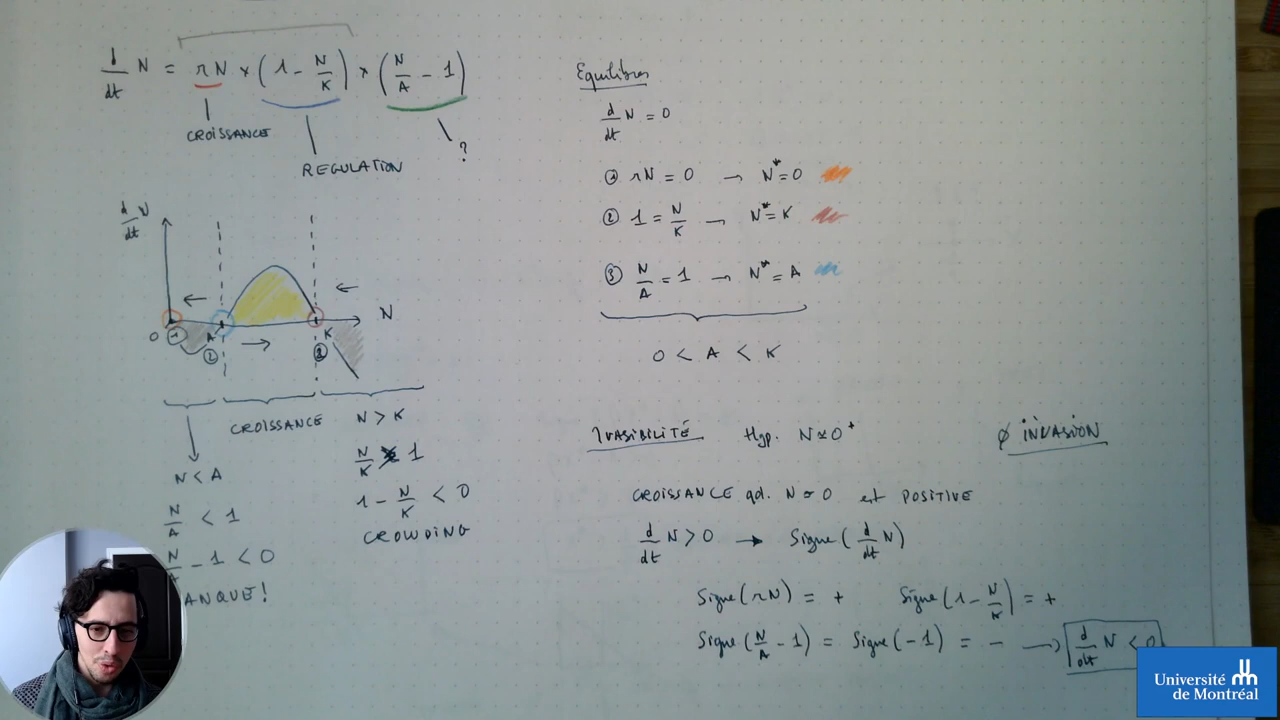 d/dt N = rN × (1 - N/K) × (N/A - 1)
CROISSANCE
REGULATION
?
d/dt N
N
0 ① A ② K ③
CROISSANCE
N < A
N/A < 1
- 1 < 0
ANQUE!
N > K
N/K > 1
1 - N/K < 0
CROWDING
Equilibres
d/dt N = 0
① rN = 0 → N* = 0
② 1 = N/K → N* = K
③ N/A = 1 → N* = A
0 < A < K
INVASIBILITÉ Hyp. N ≈ 0⁺
CROISSANCE qd. N ≈ 0 est POSITIVE
d/dt N > 0 → Signe(d/dt N)
Signe(rN) = + Signe(1 - N/K) = +
Signe(N/A - 1) = Signe(-1) = - → d/dt N < 0
∅ INVASION
Université
de Montréal